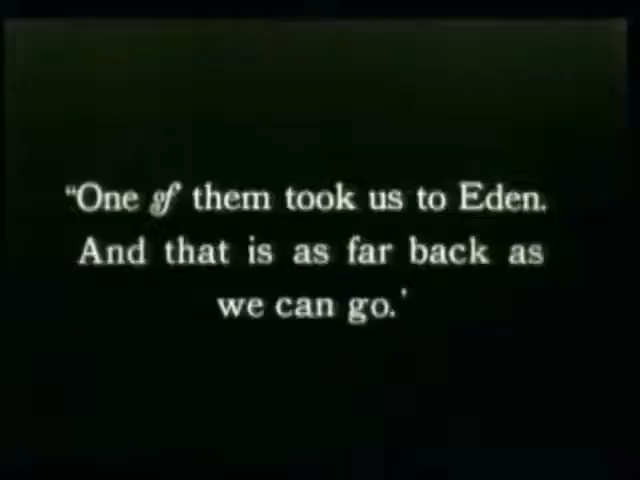 “One of them took us to Eden.
And that is as far back as
we can go.'